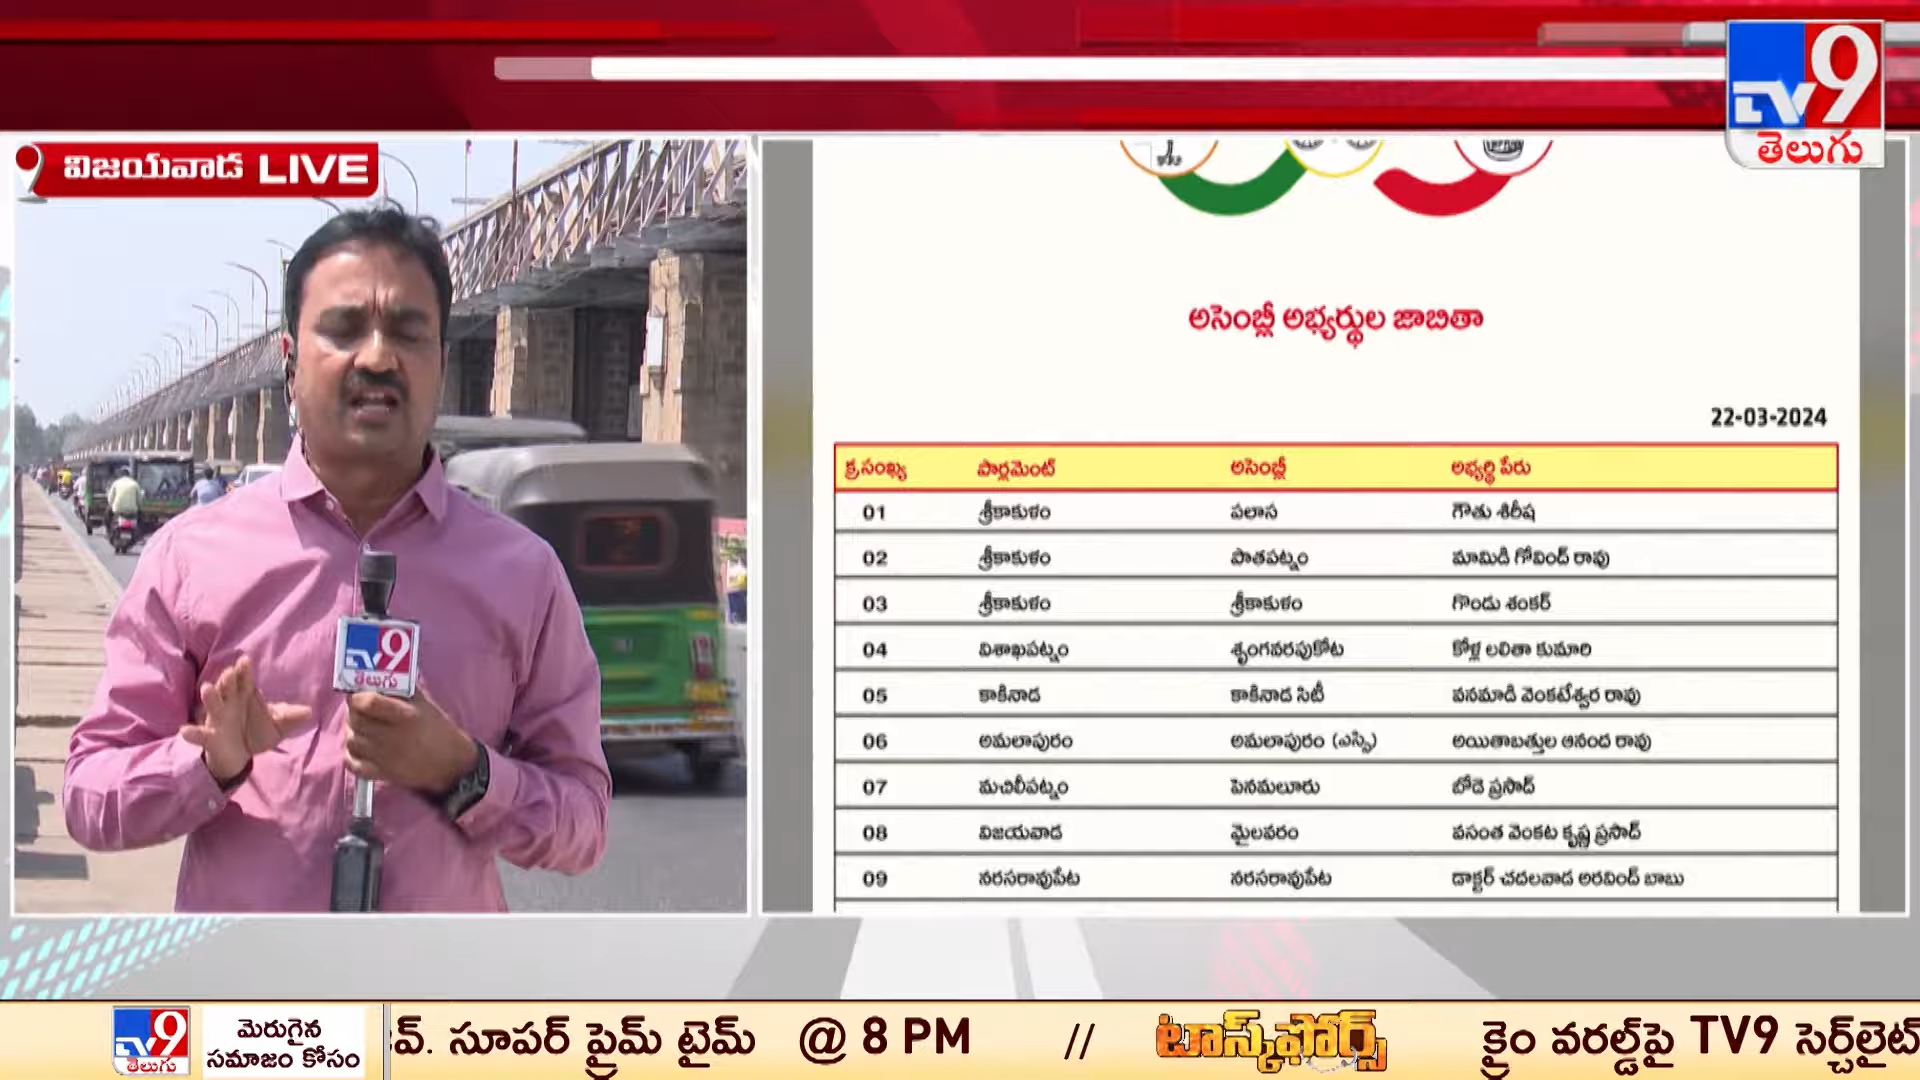 TV9
తెలుగు
విజయవాడ LIVE
అసెంబ్లీ అభ్యర్థుల జాబితా
22-03-2024
క్ర సంఖ్య పార్లమెంట్ అసెంబ్లీ అభ్యర్థి పేరు
01 శ్రీకాకుళం పలాస గౌతు శిరీష
02 శ్రీకాకుళం పాతపట్నం మామిడి గోవింద్ రావు
03 శ్రీకాకుళం శ్రీకాకుళం గొండు శంకర్
04 విశాఖపట్నం శృంగవరపుకోట కోళ్ల లలితా కుమారి
05 కాకినాడ కాకినాడ సిటీ వనమాడి వెంకటేశ్వర రావు
06 అమలాపురం అమలాపురం (ఎస్సి) అయితాబత్తుల ఆనంద రావు
07 మచిలీపట్నం పెనమలూరు బోడె ప్రసాద్
08 విజయవాడ మైలవరం వసంత వెంకట కృష్ణ ప్రసాద్
09 నరసరావుపేట నరసరావుపేట డాక్టర్ చదలవాడ అరవింద్ బాబు
TV9
తెలుగు
TV9
తెలుగు
మెరుగైన
సమాజం కోసం
వ్. సూపర్ ప్రైమ్ టైమ్ @ 8 PM // టాస్క్‌ఫోర్స్ క్రైం వరల్డ్‌పై TV9 సెర్చ్‌లైట్